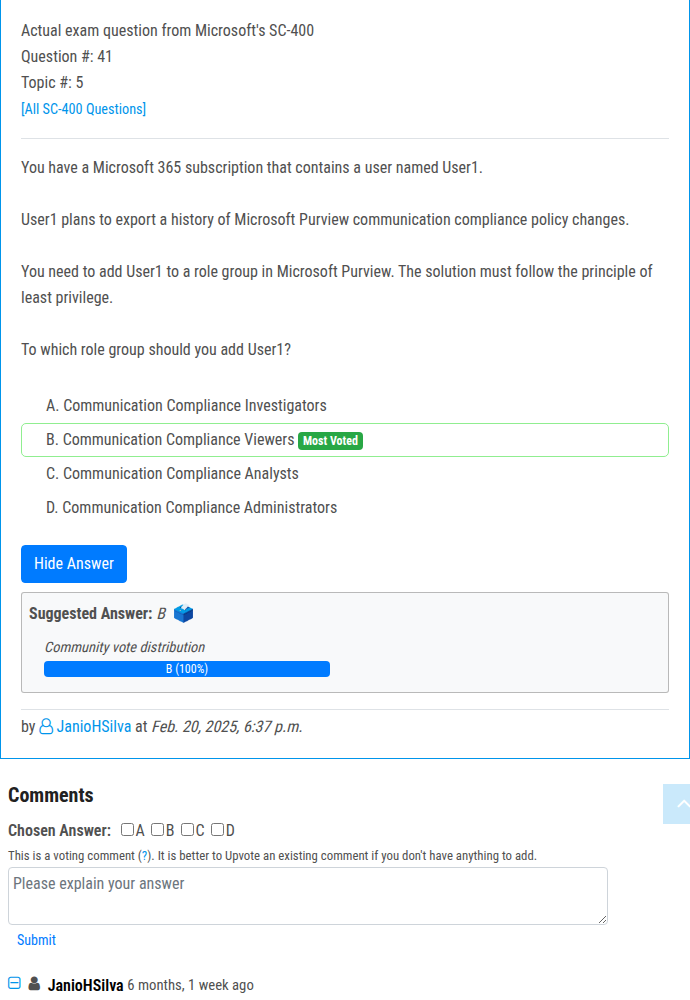 Actual exam question from Microsoft's SC-400
Question #: 41
Topic #: 5
[All SC-400 Questions]
You have a Microsoft 365 subscription that contains a user named User1.
User1 plans to export a history of Microsoft Purview communication compliance policy changes.
You need to add User1 to a role group in Microsoft Purview. The solution must follow the principle of
least privilege.
To which role group should you add User1?
A. Communication Compliance Investigators
B. Communication Compliance Viewers Most Voted
C. Communication Compliance Analysts
D. Communication Compliance Administrators
Hide Answer
Suggested Answer: B
Community vote distribution
B (100%)
by JanioHSilva at Feb. 20, 2025, 6:37 p.m.
Comments
Chosen Answer: A B C D
This is a voting comment (?). It is better to Upvote an existing comment if you don't have anything to add.
Please explain your answer
Submit
JanioHSilva 6 months, 1 week ago